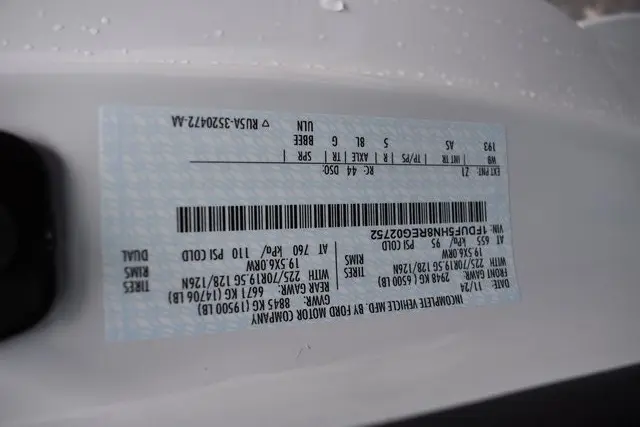 INCOMPLETE VEHICLE MFG. BY FORD MOTOR COMPANY
DATE: 11/24 GVWR: 8845 KG (19500 LB)
FRONT GAWR: 2948 KG (6500 LB) REAR GAWR: 6671 KG (14706 LB)
WITH 225/70R19.5G 128/126N TIRES WITH 225/70R19.5G 128/126N TIRES
19.5X6.0RW RIMS 19.5X6.0RW RIMS
AT 655 kPa/ 95 PSI COLD AT 760 kPa/ 110 PSI COLD DUAL
VIN: 1FDUF5HN8REG02752
EXT PNT: Z1 RC: 44 DSO:
WB | INT TR | TP/PS | R | AXLE | TR | SPR |
193 AS 5 8L G BBEE
ULN ▽ RU5A-3520472-AA